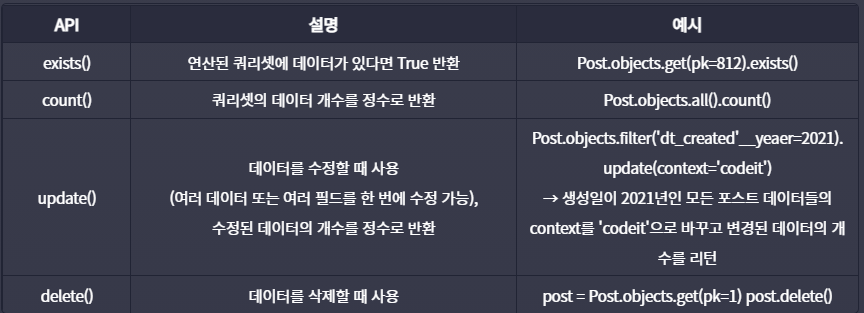 API 설명 예시
exists() 연산된 쿼리셋에 데이터가 있다면 True 반환 Post.objects.get(pk=812).exists()
count() 쿼리셋의 데이터 개수를 정수로 반환 Post.objects.all().count()
update()
데이터를 수정할 때 사용
(여러 데이터 또는 여러 필드를 한 번에 수정 가능),
수정된 데이터의 개수를 정수로 반환
Post.objects.filter('dt_created'__yeaer=2021).
update(context='codeit')
→ 생성일이 2021년인 모든 포스트 데이터들의
context를 'codeit'으로 바꾸고 변경된 데이터의 개
수를 리턴
delete() 데이터를 삭제할 때 사용 post = Post.objects.get(pk=1) post.delete()